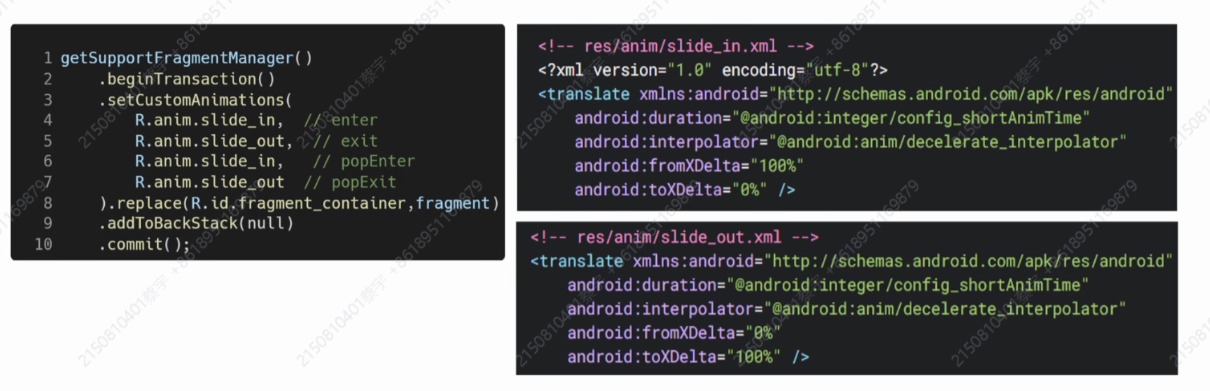 1 getSupportFragmentManager()
2     .beginTransaction()
3     .setCustomAnimations(
4         R.anim.slide_in,  // enter
5         R.anim.slide_out,  // exit
6         R.anim.slide_in,   // popEnter
7         R.anim.slide_out  // popExit
8     ).replace(R.id.fragment_container,fragment)
9     .addToBackStack(null)
10     .commit();
<!-- res/anim/slide_in.xml -->
<?xml version="1.0" encoding="utf-8"?>
<translate xmlns:android="http://schemas.android.com/apk/res/android"
    android:duration="@android:integer/config_shortAnimTime"
    android:interpolator="@android:anim/decelerate_interpolator"
    android:fromXDelta="100%"
    android:toXDelta="0%" />
<!-- res/anim/slide_out.xml -->
<translate xmlns:android="http://schemas.android.com/apk/res/android"
    android:duration="@android:integer/config_shortAnimTime"
    android:interpolator="@android:anim/decelerate_interpolator"
    android:fromXDelta="0%"
    android:toXDelta="100%" />
2150810401蔡宇 +8618951169879